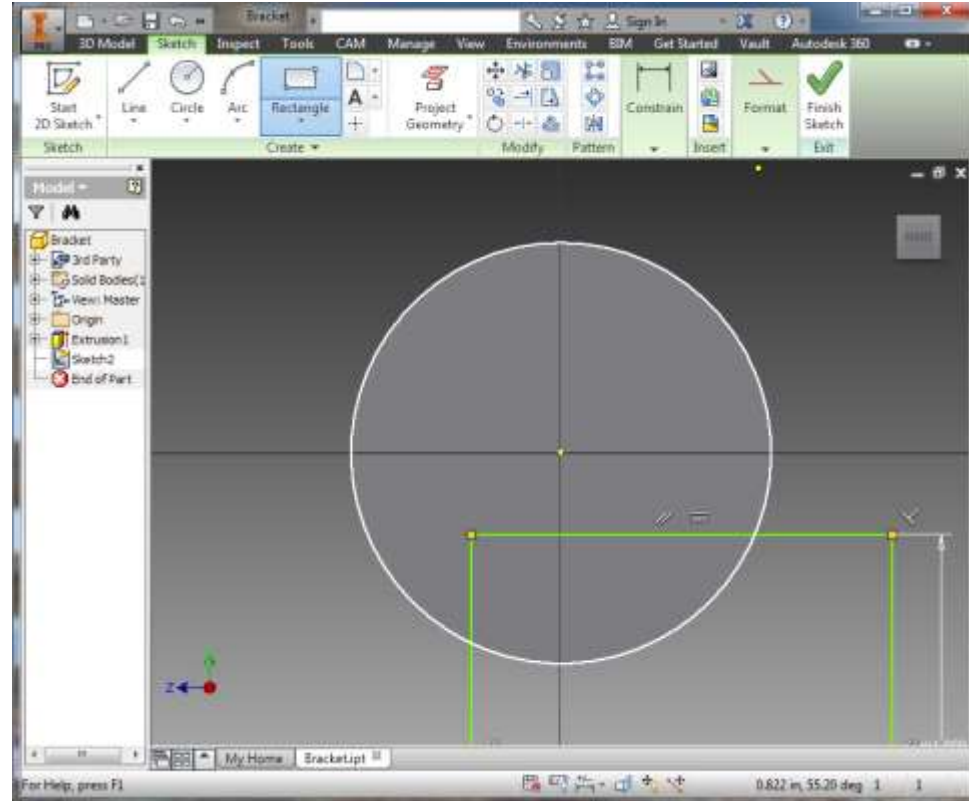 Bracket
Sign In
3D Model Sketch Inspect Tools CAM Manage View Environments BIM Get Started Vault Autodesk 360
Start
2D Sketch
Line
Circle
Arc
Rectangle
A
Project
Geometry
Constrain
Format
Finish
Sketch
Sketch Create Modify Pattern Insert Exit
Model
Bracket
3rd Party
Solid Bodies(1
View: Master
Origin
Extrusion1
Sketch2
End of Part
Z
My Home Bracket.ipt
For Help, press F1
0.822 in, 55.20 deg 1 1